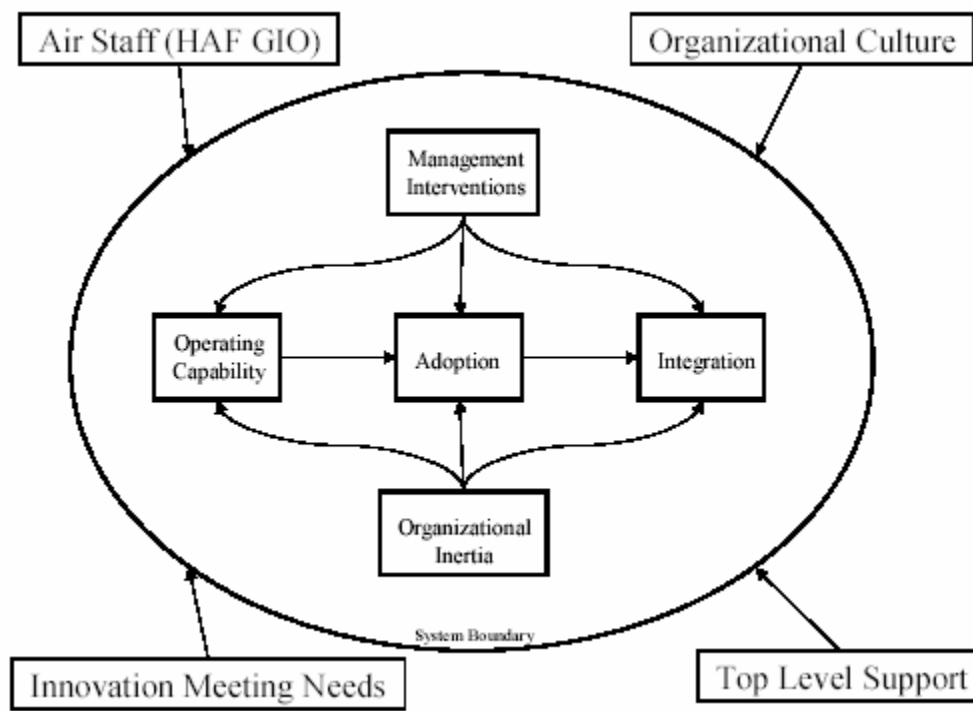 Air Staff (HAF GIO)
Organizational Culture
Management
Interventions
Operating
Capability
Adoption
Integration
Organizational
Inertia
System Boundary
Innovation Meeting Needs
Top Level Support